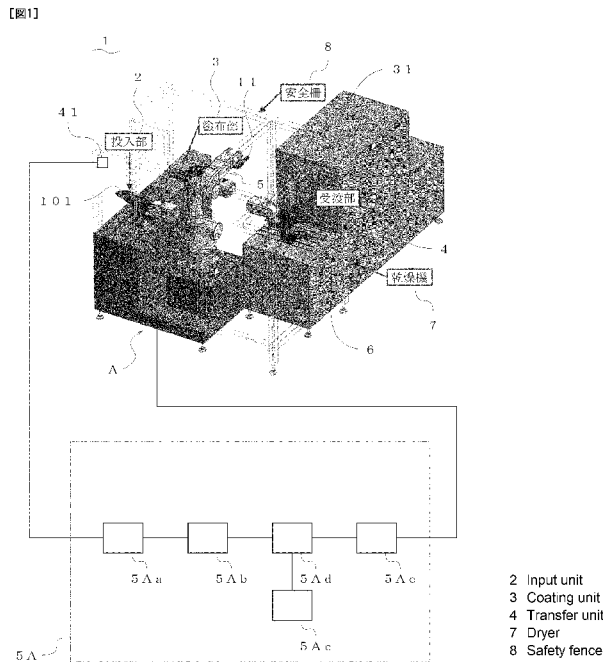 [図1]
1
8
3
11
31
2
安全柵
41
塗布部
投入部
5
101
受渡部
4
乾燥機
7
6
A
5Aa
5Ab
5Ad
5Ae
5Ac
5A
2 Input unit
3 Coating unit
4 Transfer unit
7 Dryer
8 Safety fence